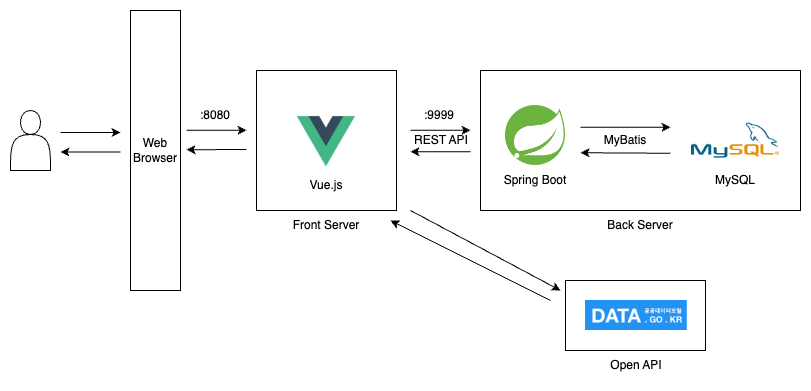 :8080
:9999
Web
Browser
REST API
MyBatis
MySQL
Vue.js
Spring Boot
MySQL
Front Server
Back Server
DATA
공공데이터포털
.GO.KR
Open API